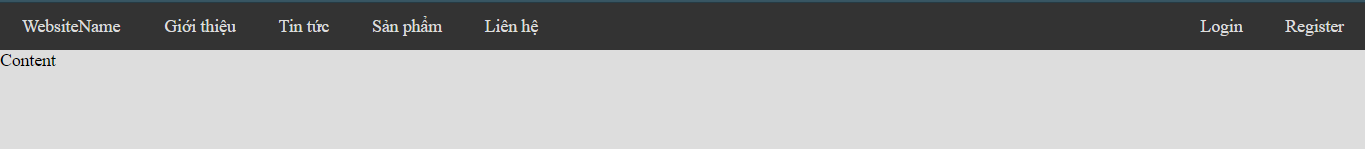 WebsiteName Giới thiệu Tin tức Sản phẩm Liên hệ Login Register
Content